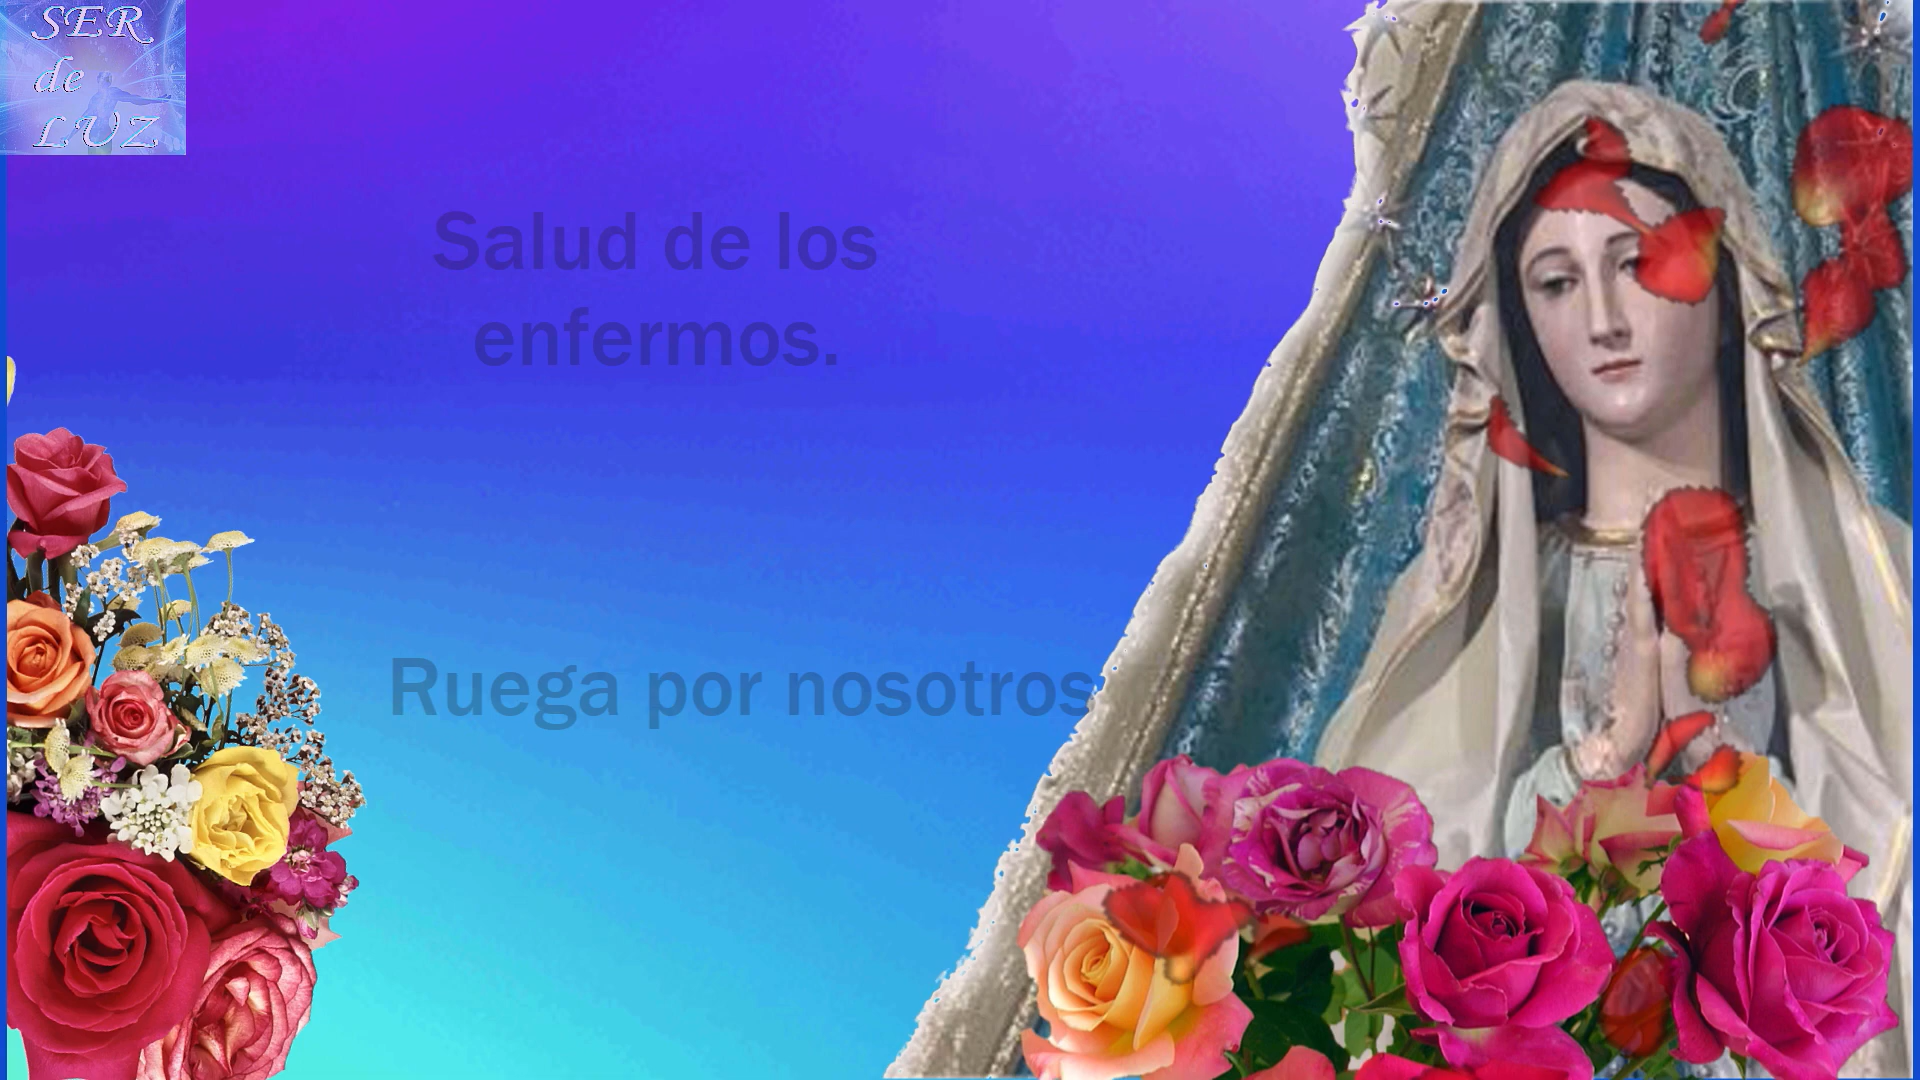 SER
de
LUZ
Salud de los
enfermos.
Ruega por nosotros